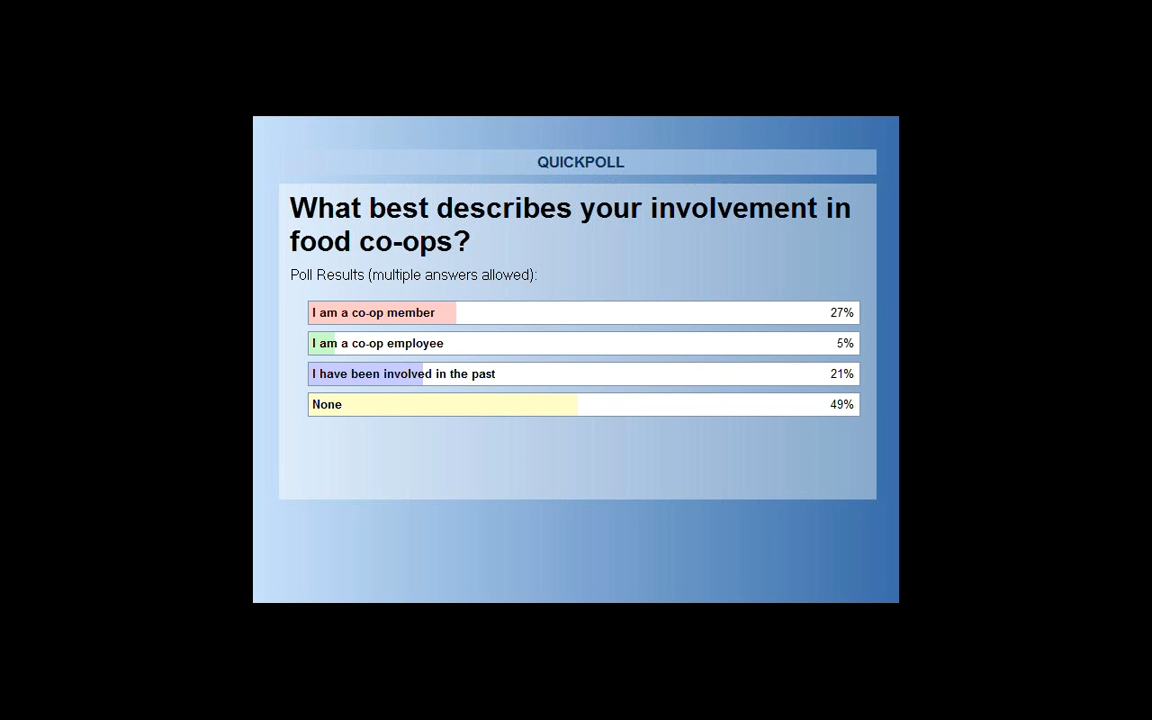 QUICKPOLL
What best describes your involvement in
food co-ops?
Poll Results (multiple answers allowed):
I am a co-op member 27%
I am a co-op employee 5%
I have been involved in the past 21%
None 49%